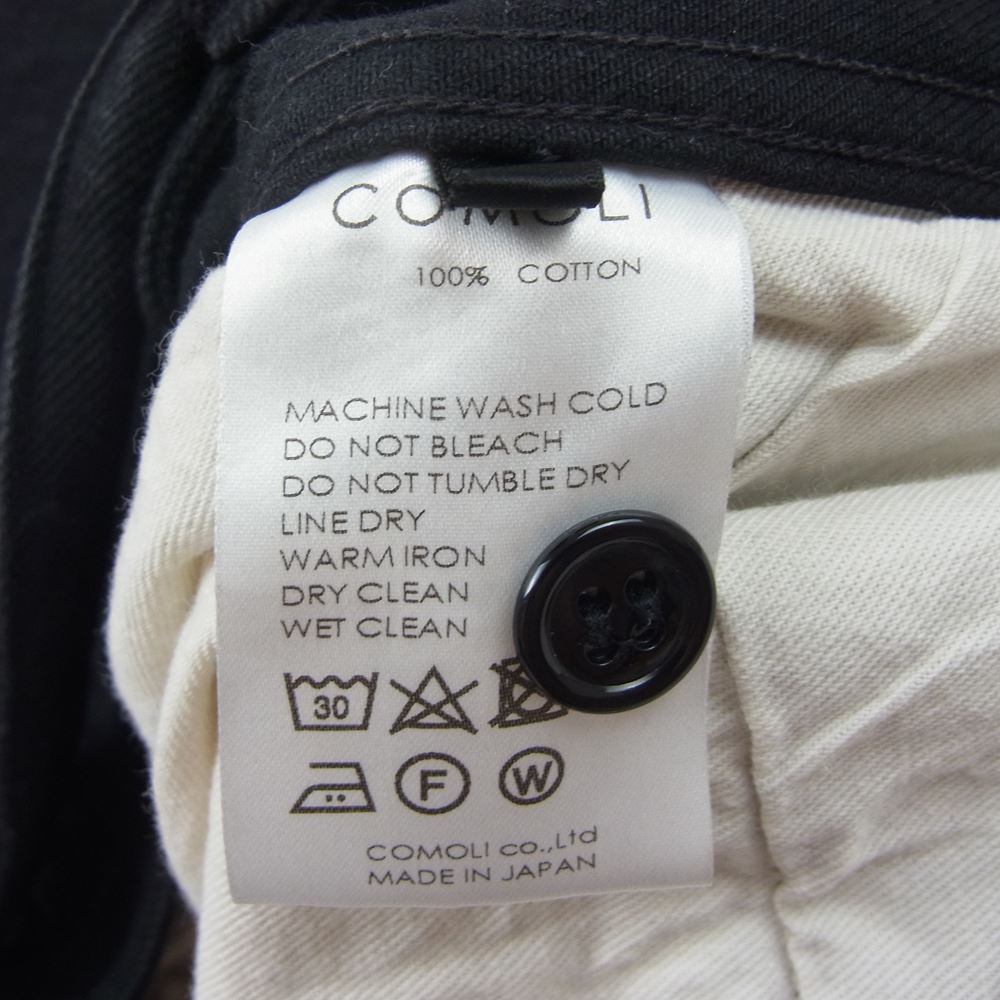 COMOLI
100% COTTON
MACHINE WASH COLD
DO NOT BLEACH
DO NOT TUMBLE DRY
LINE DRY
WARM IRON
DRY CLEAN
WET CLEAN
30
F W
COMOLI co.,Ltd
MADE IN JAPAN